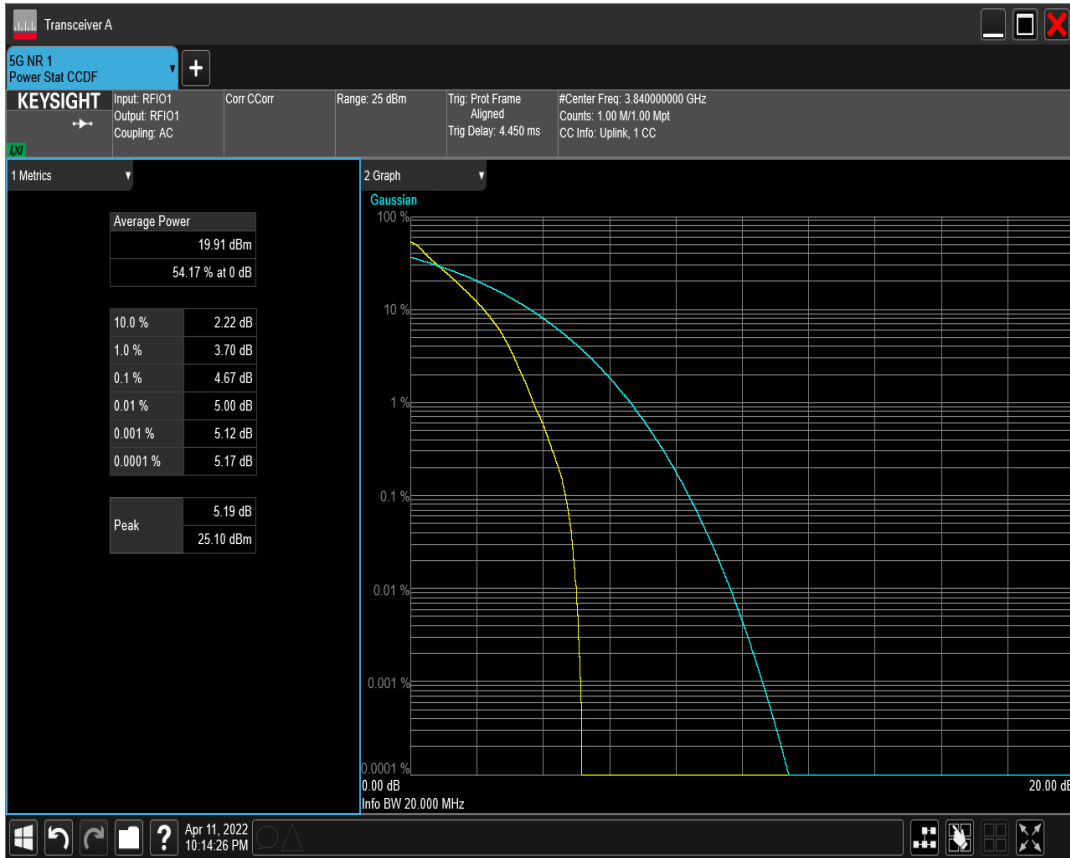 Transceiver A
5G NR 1
Power Stat CCDF
+
KEYSIGHT
LXI
Input: RFIO1
Output: RFIO1
Coupling: AC
Corr CCorr
Range: 25 dBm
Trig: Prot Frame
Aligned
Trig Delay: 4.450 ms
#Center Freq: 3.840000000 GHz
Counts: 1.00 M/1.00 Mpt
CC Info: Uplink, 1 CC
1 Metrics
Average Power
19.91 dBm
54.17 % at 0 dB
10.0 % 2.22 dB
1.0 % 3.70 dB
0.1 % 4.67 dB
0.01 % 5.00 dB
0.001 % 5.12 dB
0.0001 % 5.17 dB
Peak
5.19 dB
25.10 dBm
2 Graph
Gaussian
100 %
10 %
1 %
0.1 %
0.01 %
0.001 %
0.0001 %
0.00 dB 20.00 dB
Info BW 20.000 MHz
?
Apr 11, 2022
10:14:26 PM